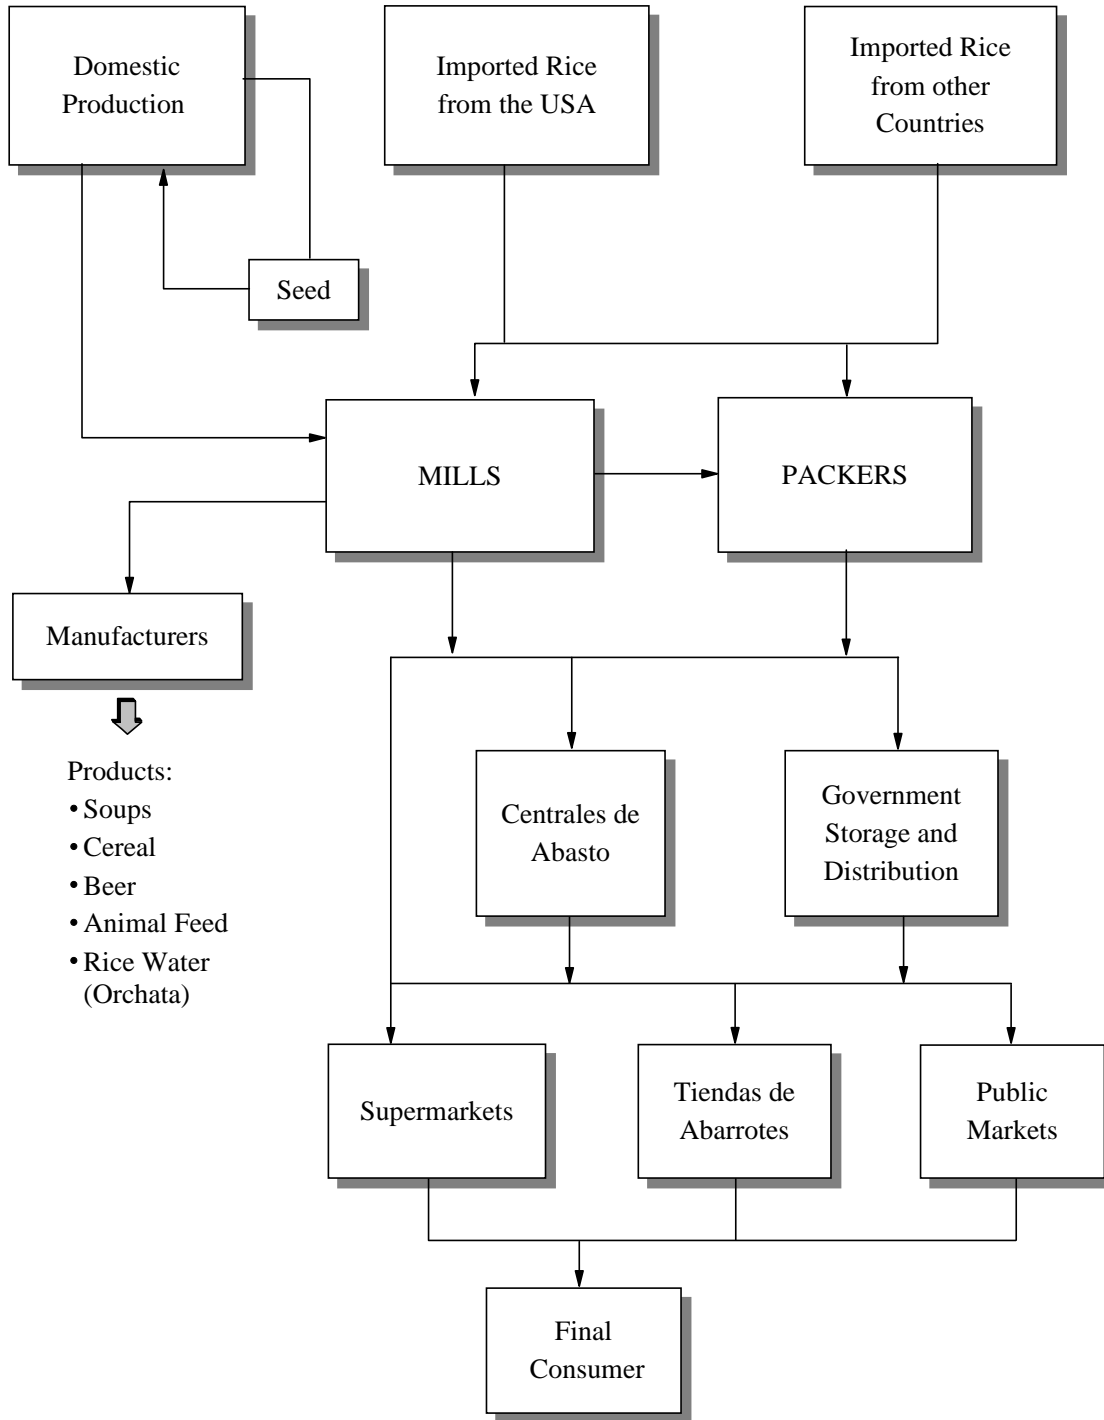 Domestic
Production
Imported Rice
from the USA
Imported Rice
from other
Countries
Seed
MILLS
PACKERS
Manufacturers
Products:
• Soups
• Cereal
• Beer
• Animal Feed
• Rice Water
(Orchata)
Centrales de
Abasto
Government
Storage and
Distribution
Supermarkets
Tiendas de
Abarrotes
Public
Markets
Final
Consumer